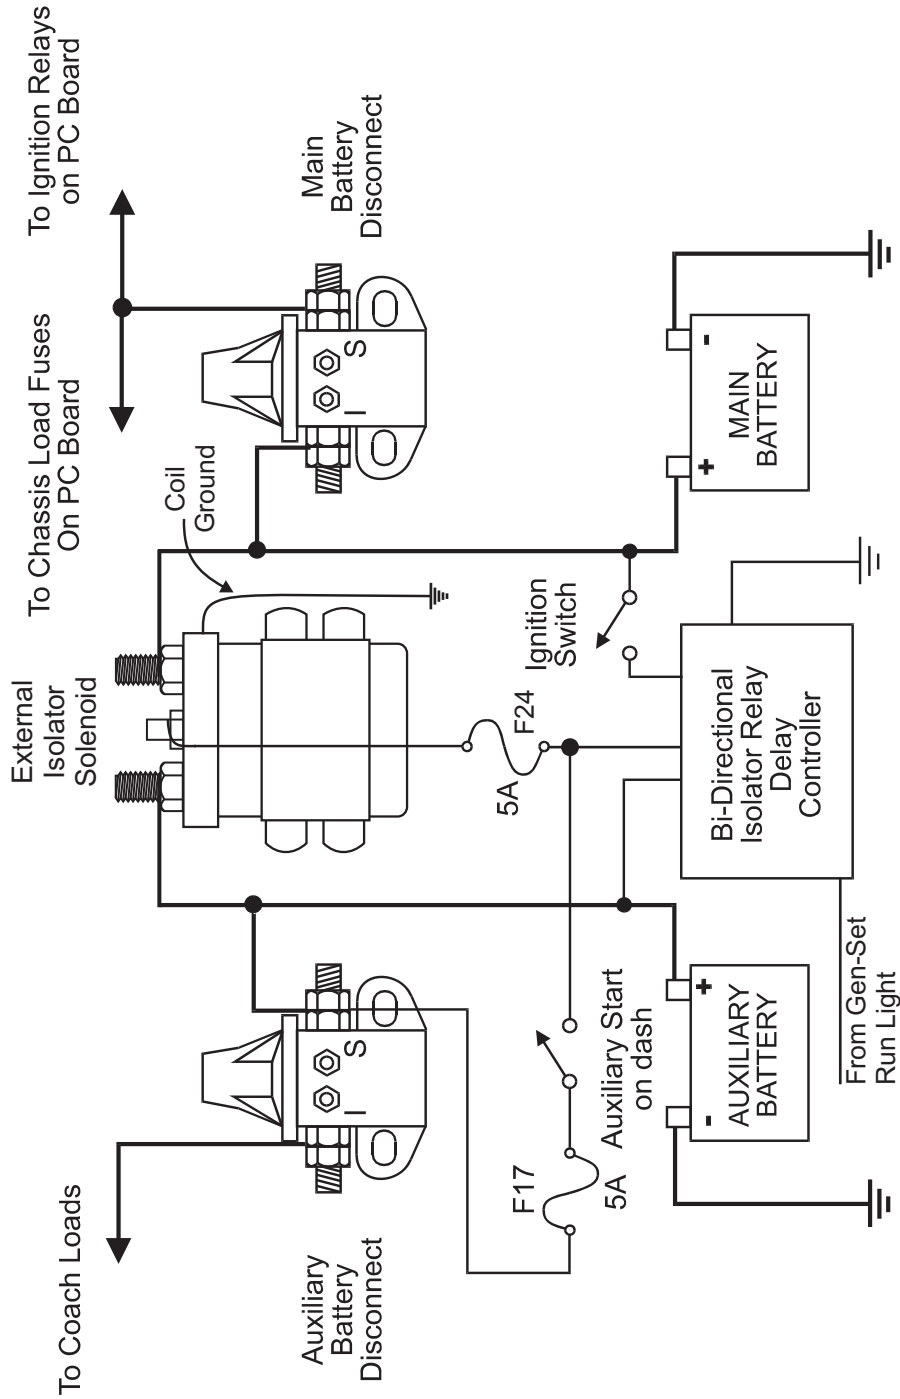 To Coach Loads
External
Isolator
Solenoid
To Chassis Load Fuses
On PC Board
To Ignition Relays
on PC Board
Coil
Ground
I
S
I
S
Auxiliary
Battery
Disconnect
Main
Battery
Disconnect
F17
5A
Auxiliary Start
on dash
5A
F24
Ignition
Switch
-
+
AUXILIARY
BATTERY
Bi-Directional
Isolator Relay
Delay
Controller
+
-
MAIN
BATTERY
From Gen-Set
Run Light